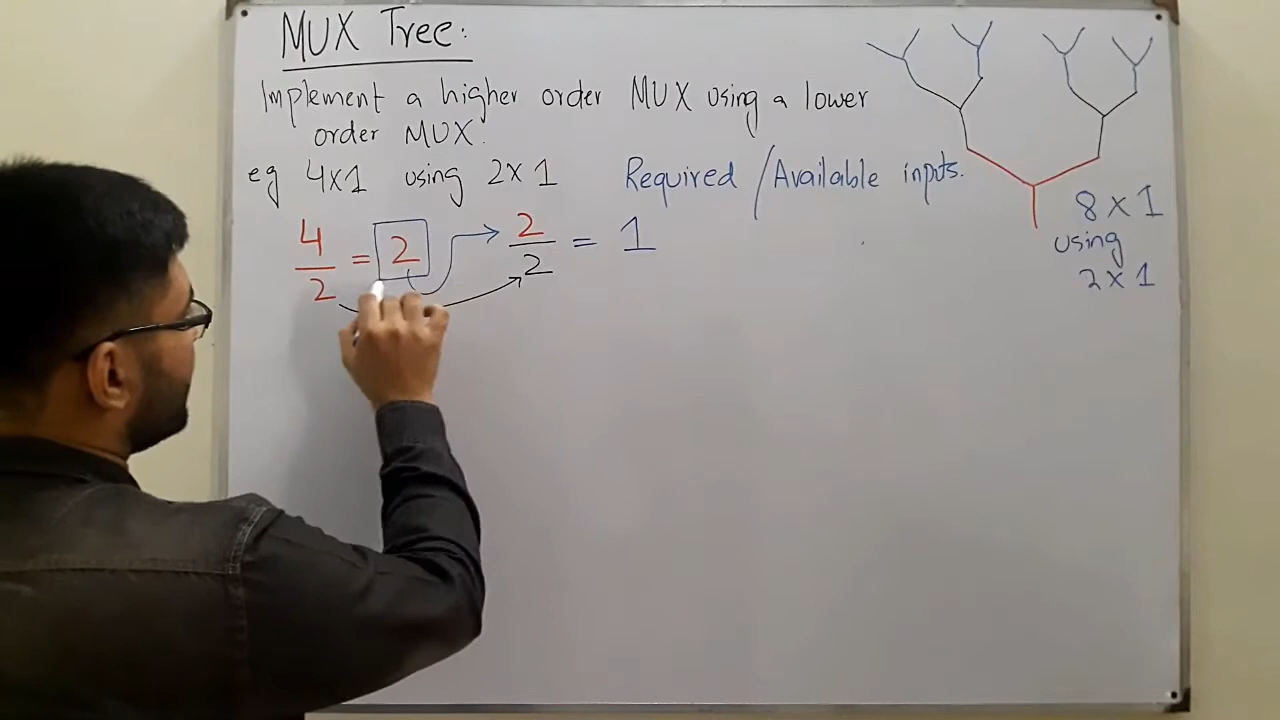 MUX Tree:
Implement a higher order MUX using a lower
order MUX.
eg 4x1 using 2x1
Required / Available inputs.
4/2 = 2
2/2 = 1
8 x 1
using
2 x 1